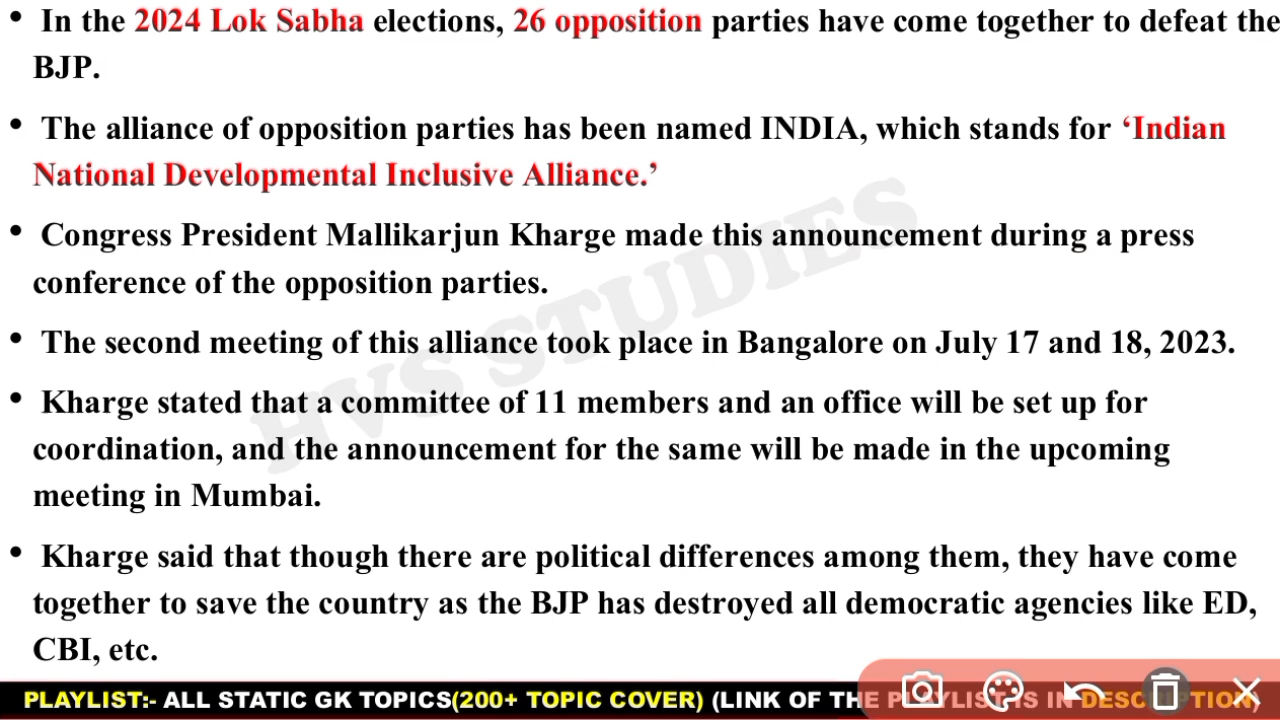 • In the 2024 Lok Sabha elections, 26 opposition parties have come together to defeat the
BJP.
• The alliance of opposition parties has been named INDIA, which stands for ‘Indian
National Developmental Inclusive Alliance.’
• Congress President Mallikarjun Kharge made this announcement during a press
conference of the opposition parties.
• The second meeting of this alliance took place in Bangalore on July 17 and 18, 2023.
• Kharge stated that a committee of 11 members and an office will be set up for
coordination, and the announcement for the same will be made in the upcoming
meeting in Mumbai.
• Kharge said that though there are political differences among them, they have come
together to save the country as the BJP has destroyed all democratic agencies like ED,
CBI, etc.
HVS STUDIES
PLAYLIST:- ALL STATIC GK TOPICS(200+ TOPIC COVER) (LINK OF THE PLAYLIST IS IN DESCRIPTION)